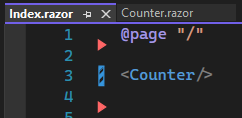 Index.razor Counter.razor
1 @page "/"
2
3 <Counter/>
4
5